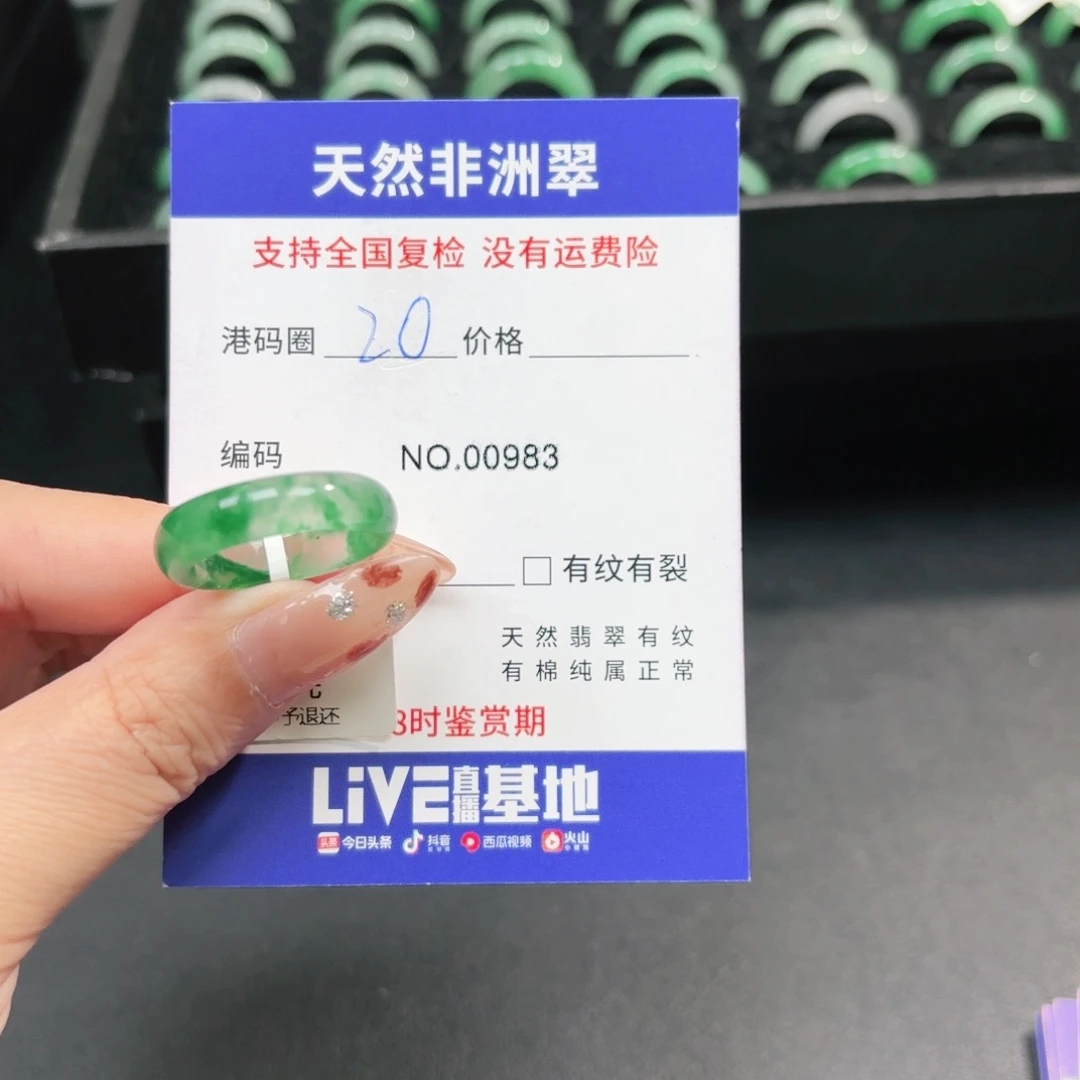 天然非洲翠
支持全国复检 没有运费险
港码圈 20 价格
编码 NO.00983
有纹有裂
天然翡翠有纹
有棉纯属正常
予退还
8时鉴赏期
LiVE直播基地
今日头条 抖音 西瓜视频 火山